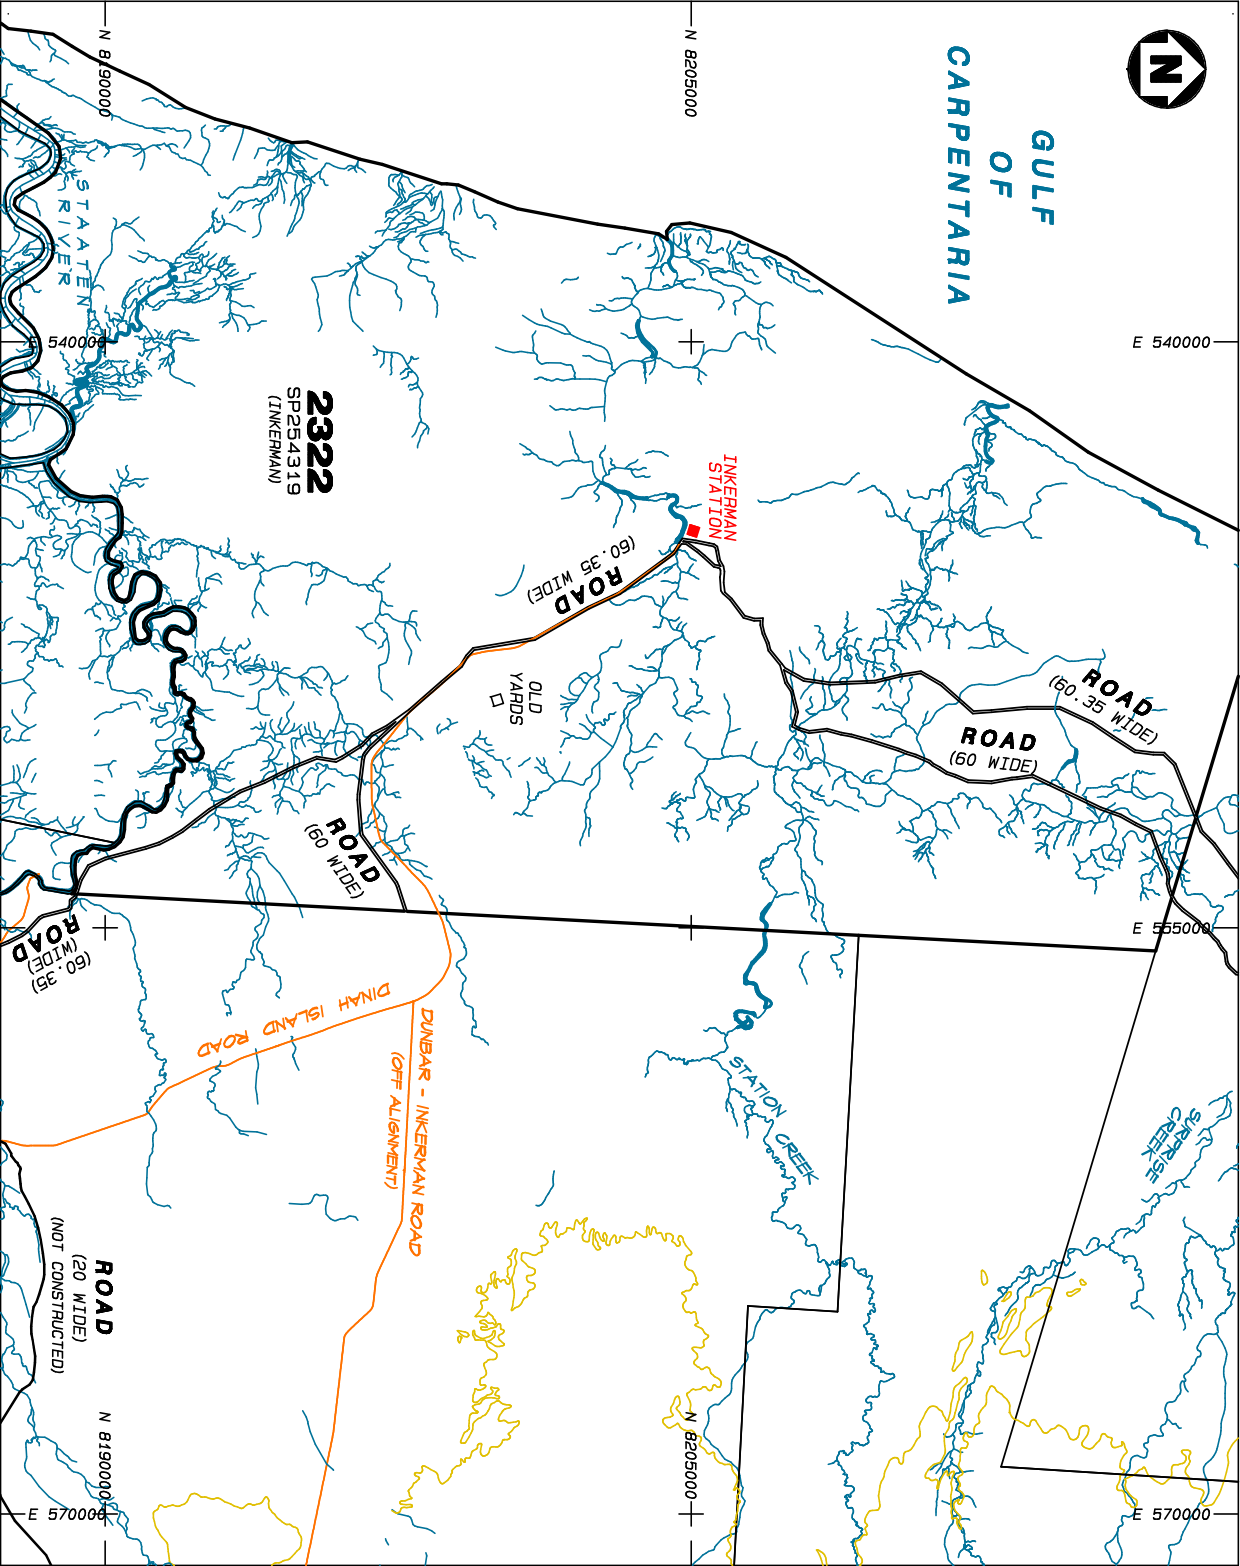 N
GULF
OF
CARPENTARIA
N 8190000
N 8205000
STAATEN
RIVER
E 540000
E 540000
2322
SP254319
(INKERMAN)
INKERMAN
STATION
ROAD
(60.35 WIDE)
OLD
YARDS
ROAD
(60.35 WIDE)
ROAD
(60 WIDE)
ROAD
(60 WIDE)
E 555000
ROAD
(60.35)
(WIDE)
DINAH ISLAND ROAD
DUNBAR - INKERMAN ROAD
(OFF ALIGNMENT)
STATION CREEK
SURPRISE
CREEK
ROAD
(20 WIDE)
(NOT CONSTRUCTED)
N 8190000
N 8205000
E 570000
E 570000